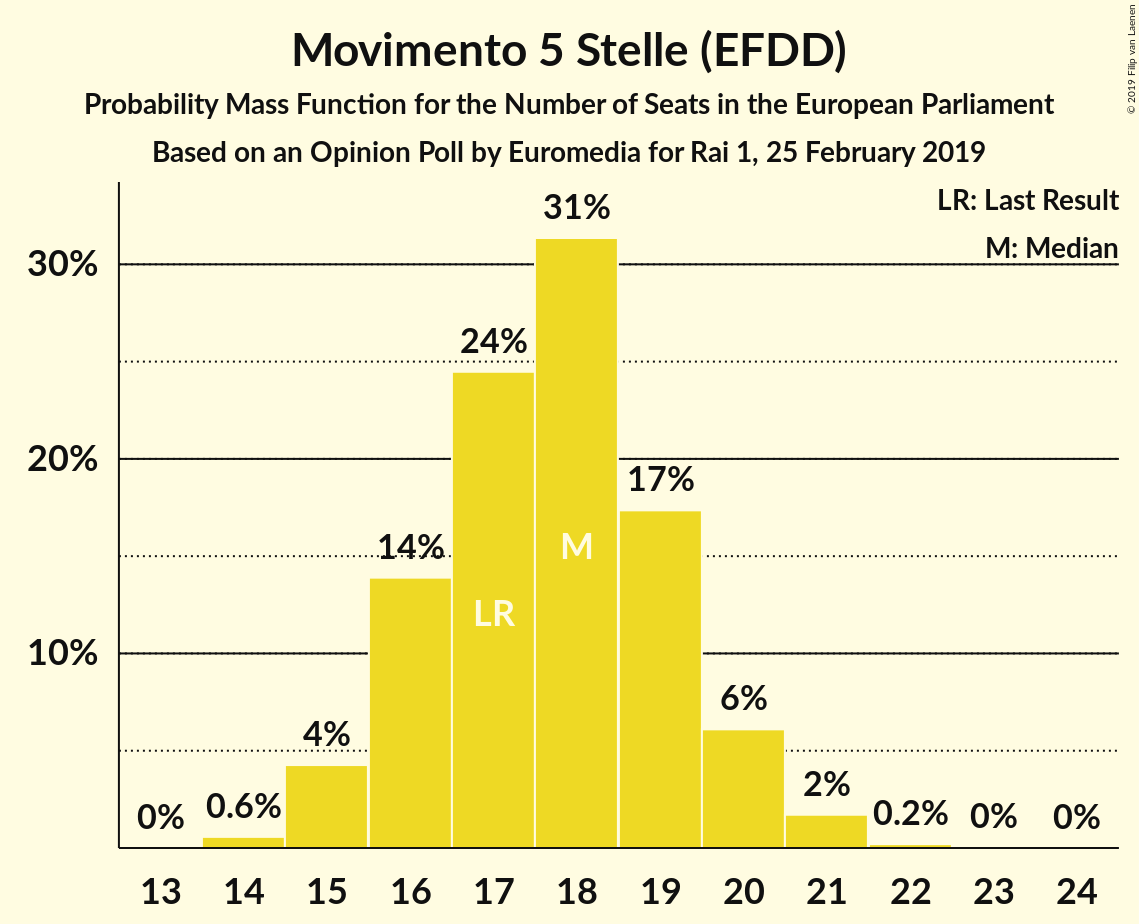 Movimento 5 Stelle (EFDD)
Probability Mass Function for the Number of Seats in the European Parliament
Based on an Opinion Poll by Euromedia for Rai 1, 25 February 2019
© 2019 Filip van Laenen
LR: Last Result
M: Median
30%
20%
10%
0%
0.6%
4%
14%
24%
31%
17%
6%
2%
0.2%
0%
0%
LR
M
13 14 15 16 17 18 19 20 21 22 23 24